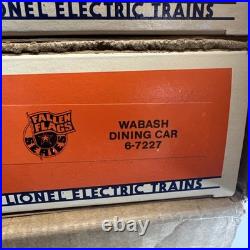 LIONEL ELECTRIC TRAINS
FALLEN
FLAGS
SERIES
WABASH
DINING CAR
6-7227
LIONEL ELECTRIC TRAINS